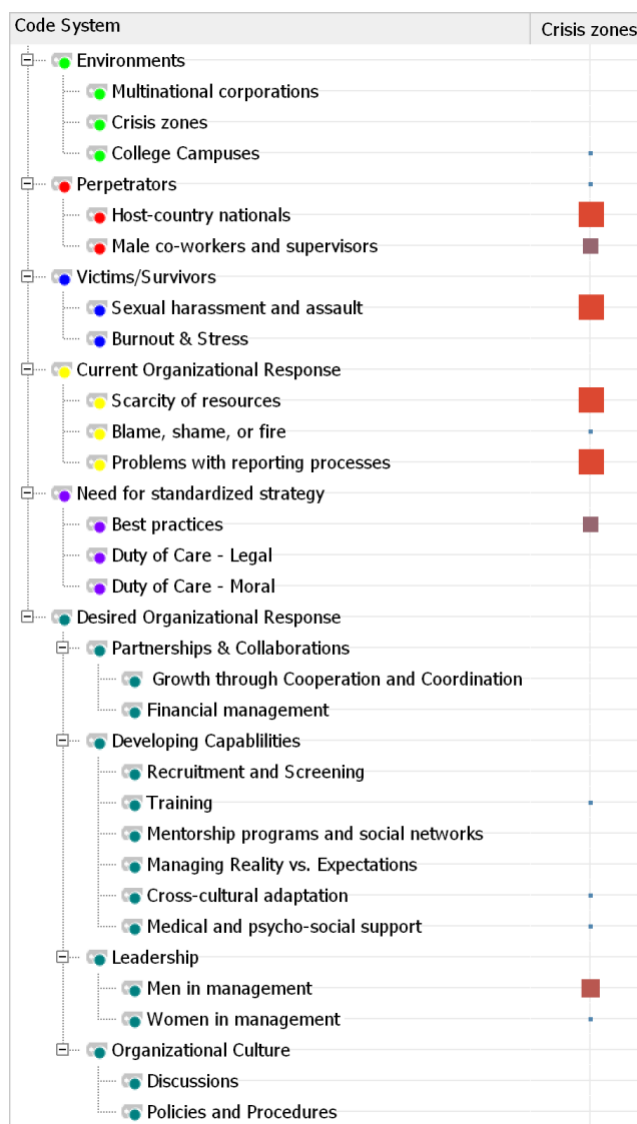 Code System
Crisis zones
Environments
Multinational corporations
Crisis zones
College Campuses
Perpetrators
Host-country nationals
Male co-workers and supervisors
Victims/Survivors
Sexual harassment and assault
Burnout & Stress
Current Organizational Response
Scarcity of resources
Blame, shame, or fire
Problems with reporting processes
Need for standardized strategy
Best practices
Duty of Care - Legal
Duty of Care - Moral
Desired Organizational Response
Partnerships & Collaborations
Growth through Cooperation and Coordination
Financial management
Developing Capablilities
Recruitment and Screening
Training
Mentorship programs and social networks
Managing Reality vs. Expectations
Cross-cultural adaptation
Medical and psycho-social support
Leadership
Men in management
Women in management
Organizational Culture
Discussions
Policies and Procedures